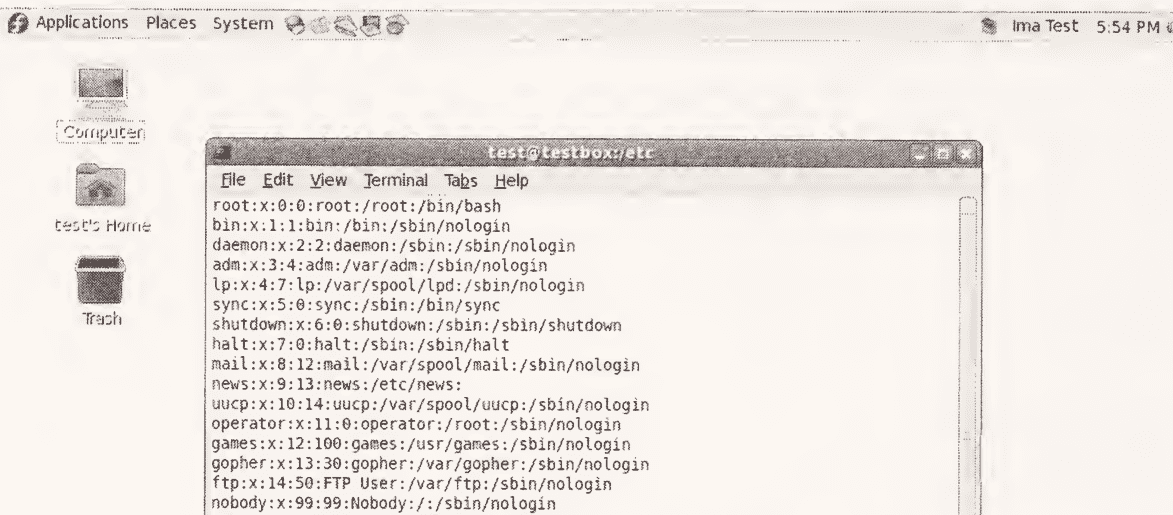 Applications Places System Ima Test 5:54 PM
Computer
test@testbox:/etc
File Edit View Terminal Tabs Help
test's Home
Trash
root:x:0:0:root:/root:/bin/bash
bin:x:1:1:bin:/bin:/sbin/nologin
daemon:x:2:2:daemon:/sbin:/sbin/nologin
adm:x:3:4:adm:/var/adm:/sbin/nologin
lp:x:4:7:lp:/var/spool/lpd:/sbin/nologin
sync:x:5:0:sync:/sbin:/bin/sync
shutdown:x:6:0:shutdown:/sbin:/sbin/shutdown
halt:x:7:0:halt:/sbin:/sbin/halt
mail:x:8:12:mail:/var/spool/mail:/sbin/nologin
news:x:9:13:news:/etc/news:
uucp:x:10:14:uucp:/var/spool/uucp:/sbin/nologin
operator:x:11:0:operator:/root:/sbin/nologin
games:x:12:100:games:/usr/games:/sbin/nologin
gopher:x:13:30:gopher:/var/gopher:/sbin/nologin
ftp:x:14:50:FTP User:/var/ftp:/sbin/nologin
nobody:x:99:99:Nobody:/:/sbin/nologin